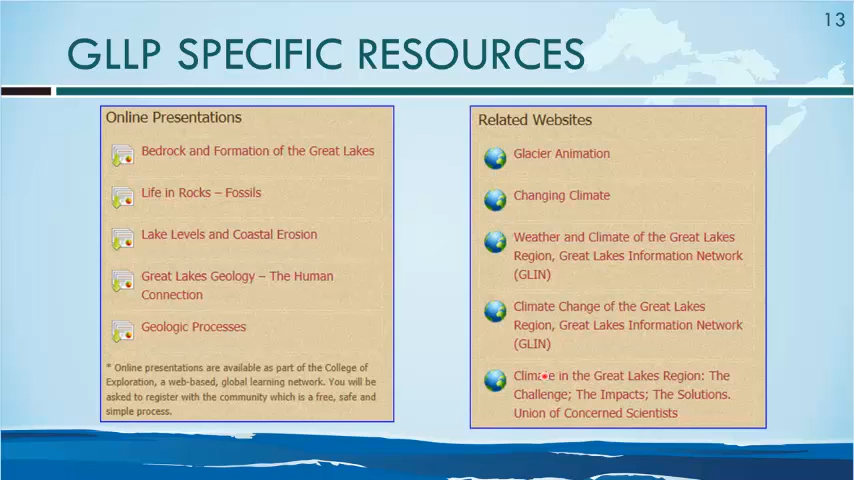 13
GLLP SPECIFIC RESOURCES
Online Presentations
Bedrock and Formation of the Great Lakes
Life in Rocks – Fossils
Lake Levels and Coastal Erosion
Great Lakes Geology – The Human
Connection
Geologic Processes
* Online presentations are available as part of the College of
Exploration, a web-based, global learning network. You will be
asked to register with the community which is a free, safe and
simple process.
Related Websites
Glacier Animation
Changing Climate
Weather and Climate of the Great Lakes
Region, Great Lakes Information Network
(GLIN)
Climate Change of the Great Lakes
Region, Great Lakes Information Network
(GLIN)
Climate in the Great Lakes Region: The
Challenge; The Impacts; The Solutions.
Union of Concerned Scientists